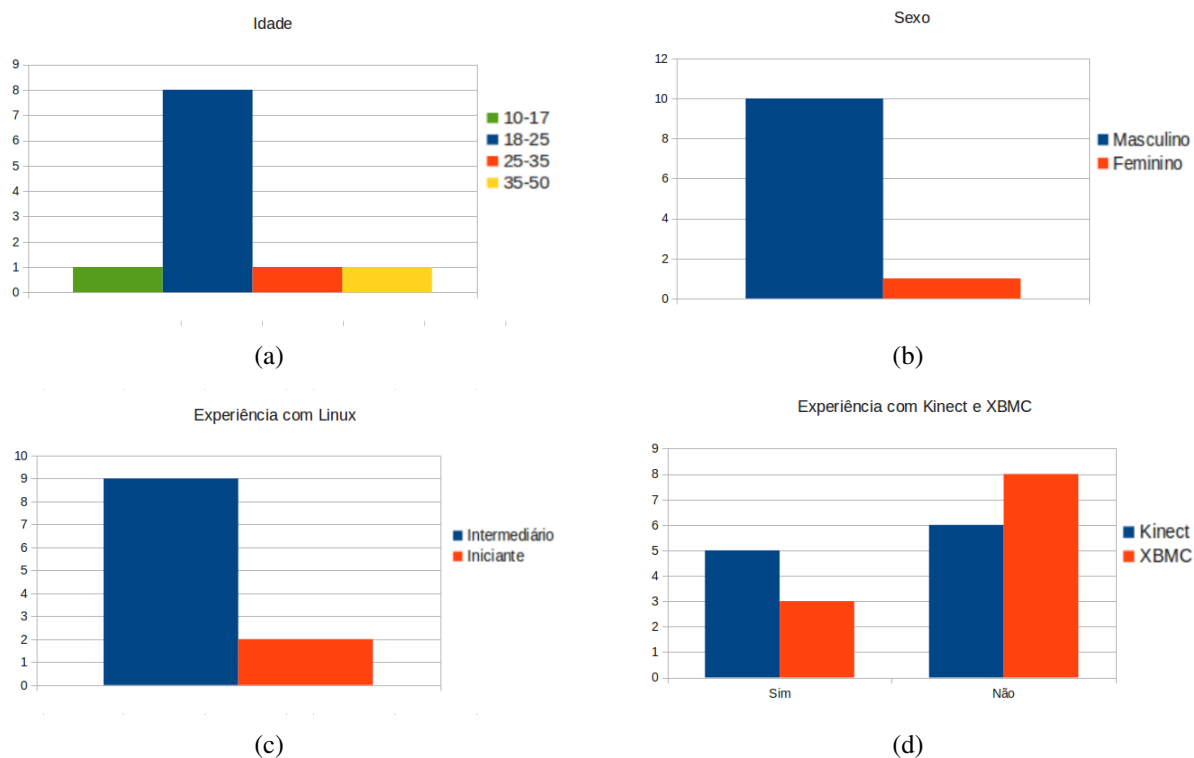 Idade
9
8
7
6
5
4
3
2
1
0
10-17
18-25
25-35
35-50
(a)
Sexo
12
10
8
6
4
2
0
Masculino
Feminino
(b)
Experiência com Linux
10
9
8
7
6
5
4
3
2
1
0
Intermediário
Iniciante
(c)
Experiência com Kinect e XBMC
9
8
7
6
5
4
3
2
1
0
Sim Não
Kinect
XBMC
(d)